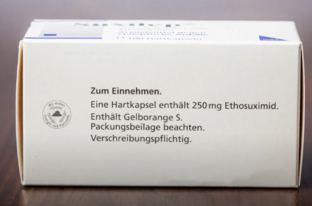 Zum Einnehmen.
Eine Hartkapsel enthält 250 mg Ethosuximid.
Enthält Gelborange S.
Packungsbeilage beachten.
Verschreibungspflichtig.